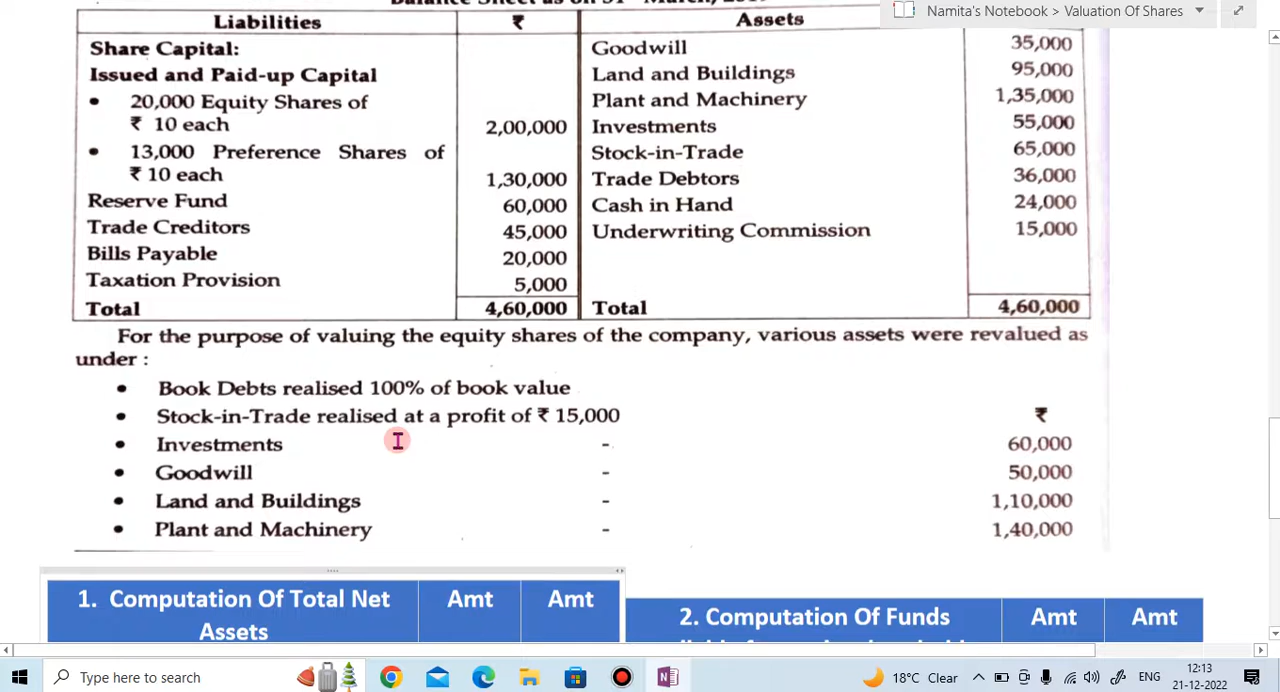 Balance Sheet as on 31st March,
Namita's Notebook > Valuation Of Shares
Liabilities ₹ Assets
Share Capital: Goodwill 35,000
Issued and Paid-up Capital Land and Buildings 95,000
• 20,000 Equity Shares of Plant and Machinery 1,35,000
₹ 10 each 2,00,000 Investments 55,000
• 13,000 Preference Shares of Stock-in-Trade 65,000
₹ 10 each 1,30,000 Trade Debtors 36,000
Reserve Fund 60,000 Cash in Hand 24,000
Trade Creditors 45,000 Underwriting Commission 15,000
Bills Payable 20,000
Taxation Provision 5,000
Total 4,60,000 Total 4,60,000
For the purpose of valuing the equity shares of the company, various assets were revalued as
under :
• Book Debts realised 100% of book value
• Stock-in-Trade realised at a profit of ₹ 15,000 ₹
• Investments - 60,000
• Goodwill - 50,000
• Land and Buildings - 1,10,000
• Plant and Machinery - 1,40,000
1. Computation Of Total Net Amt Amt
Assets
2. Computation Of Funds Amt Amt
Type here to search
18°C Clear
ENG
12:13
21-12-2022